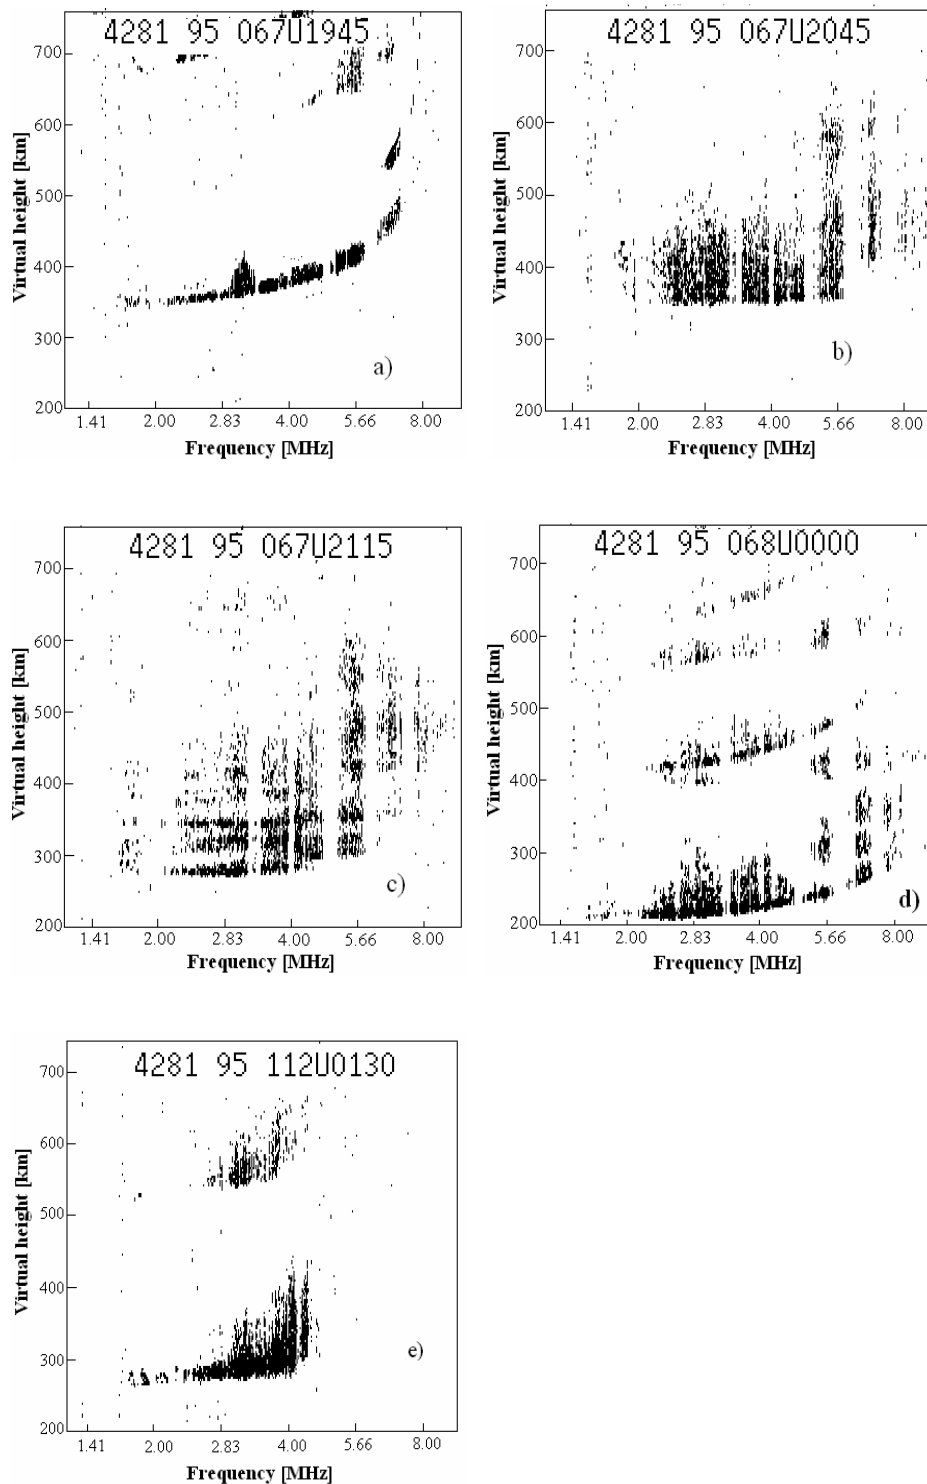 4281 95 067U1945
700
600
500
400
300
200
Virtual height [km]
1.41 2.00 2.83 4.00 5.66 8.00
Frequency [MHz]
a)
4281 95 067U2045
700
600
500
400
300
200
Virtual height [km]
1.41 2.00 2.83 4.00 5.66 8.00
Frequency [MHz]
b)
4281 95 067U2115
700
600
500
400
300
200
Virtual height [km]
1.41 2.00 2.83 4.00 5.66 8.00
Frequency [MHz]
c)
4281 95 068U0000
700
600
500
400
300
200
Virtual height [km]
1.41 2.00 2.83 4.00 5.66 8.00
Frequency [MHz]
d)
4281 95 112U0130
700
600
500
400
300
200
Virtual height [km]
1.41 2.00 2.83 4.00 5.66 8.00
Frequency [MHz]
e)